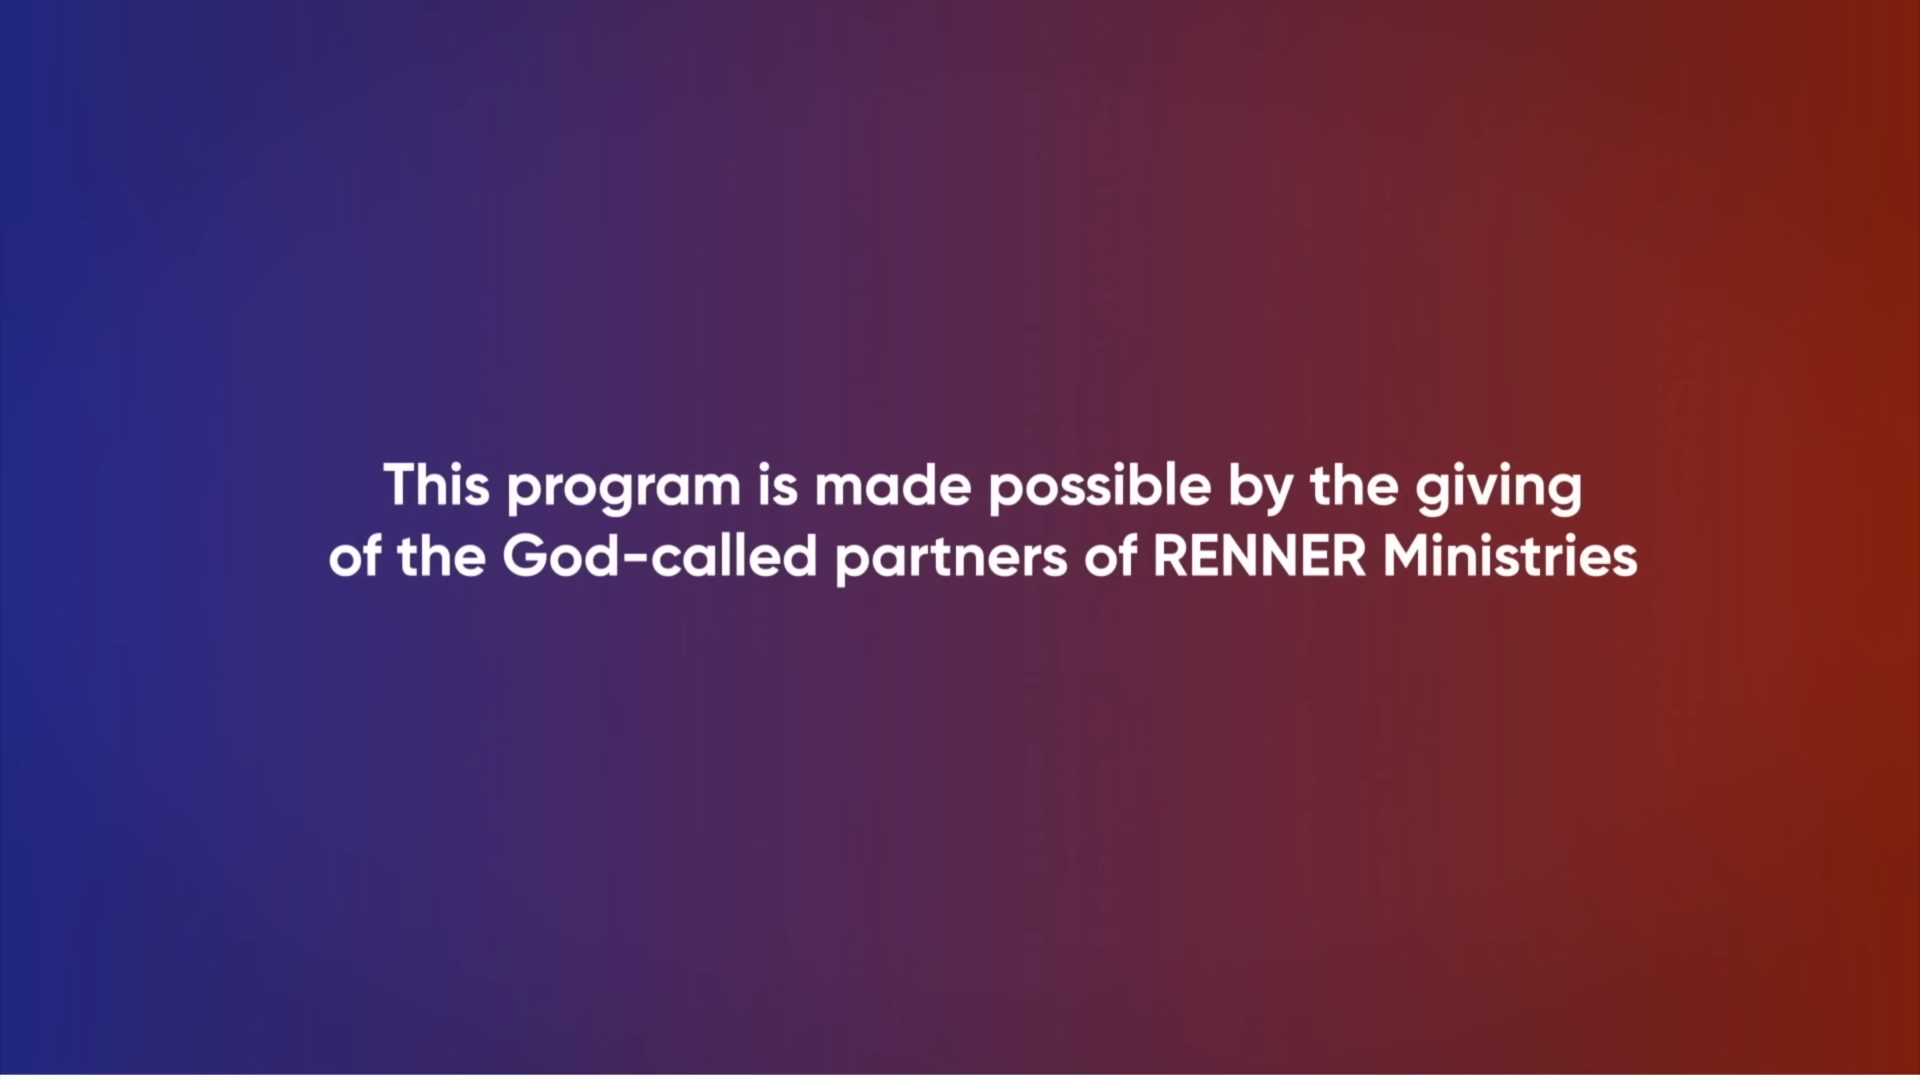 This program is made possible by the giving
of the God-called partners of RENNER Ministries